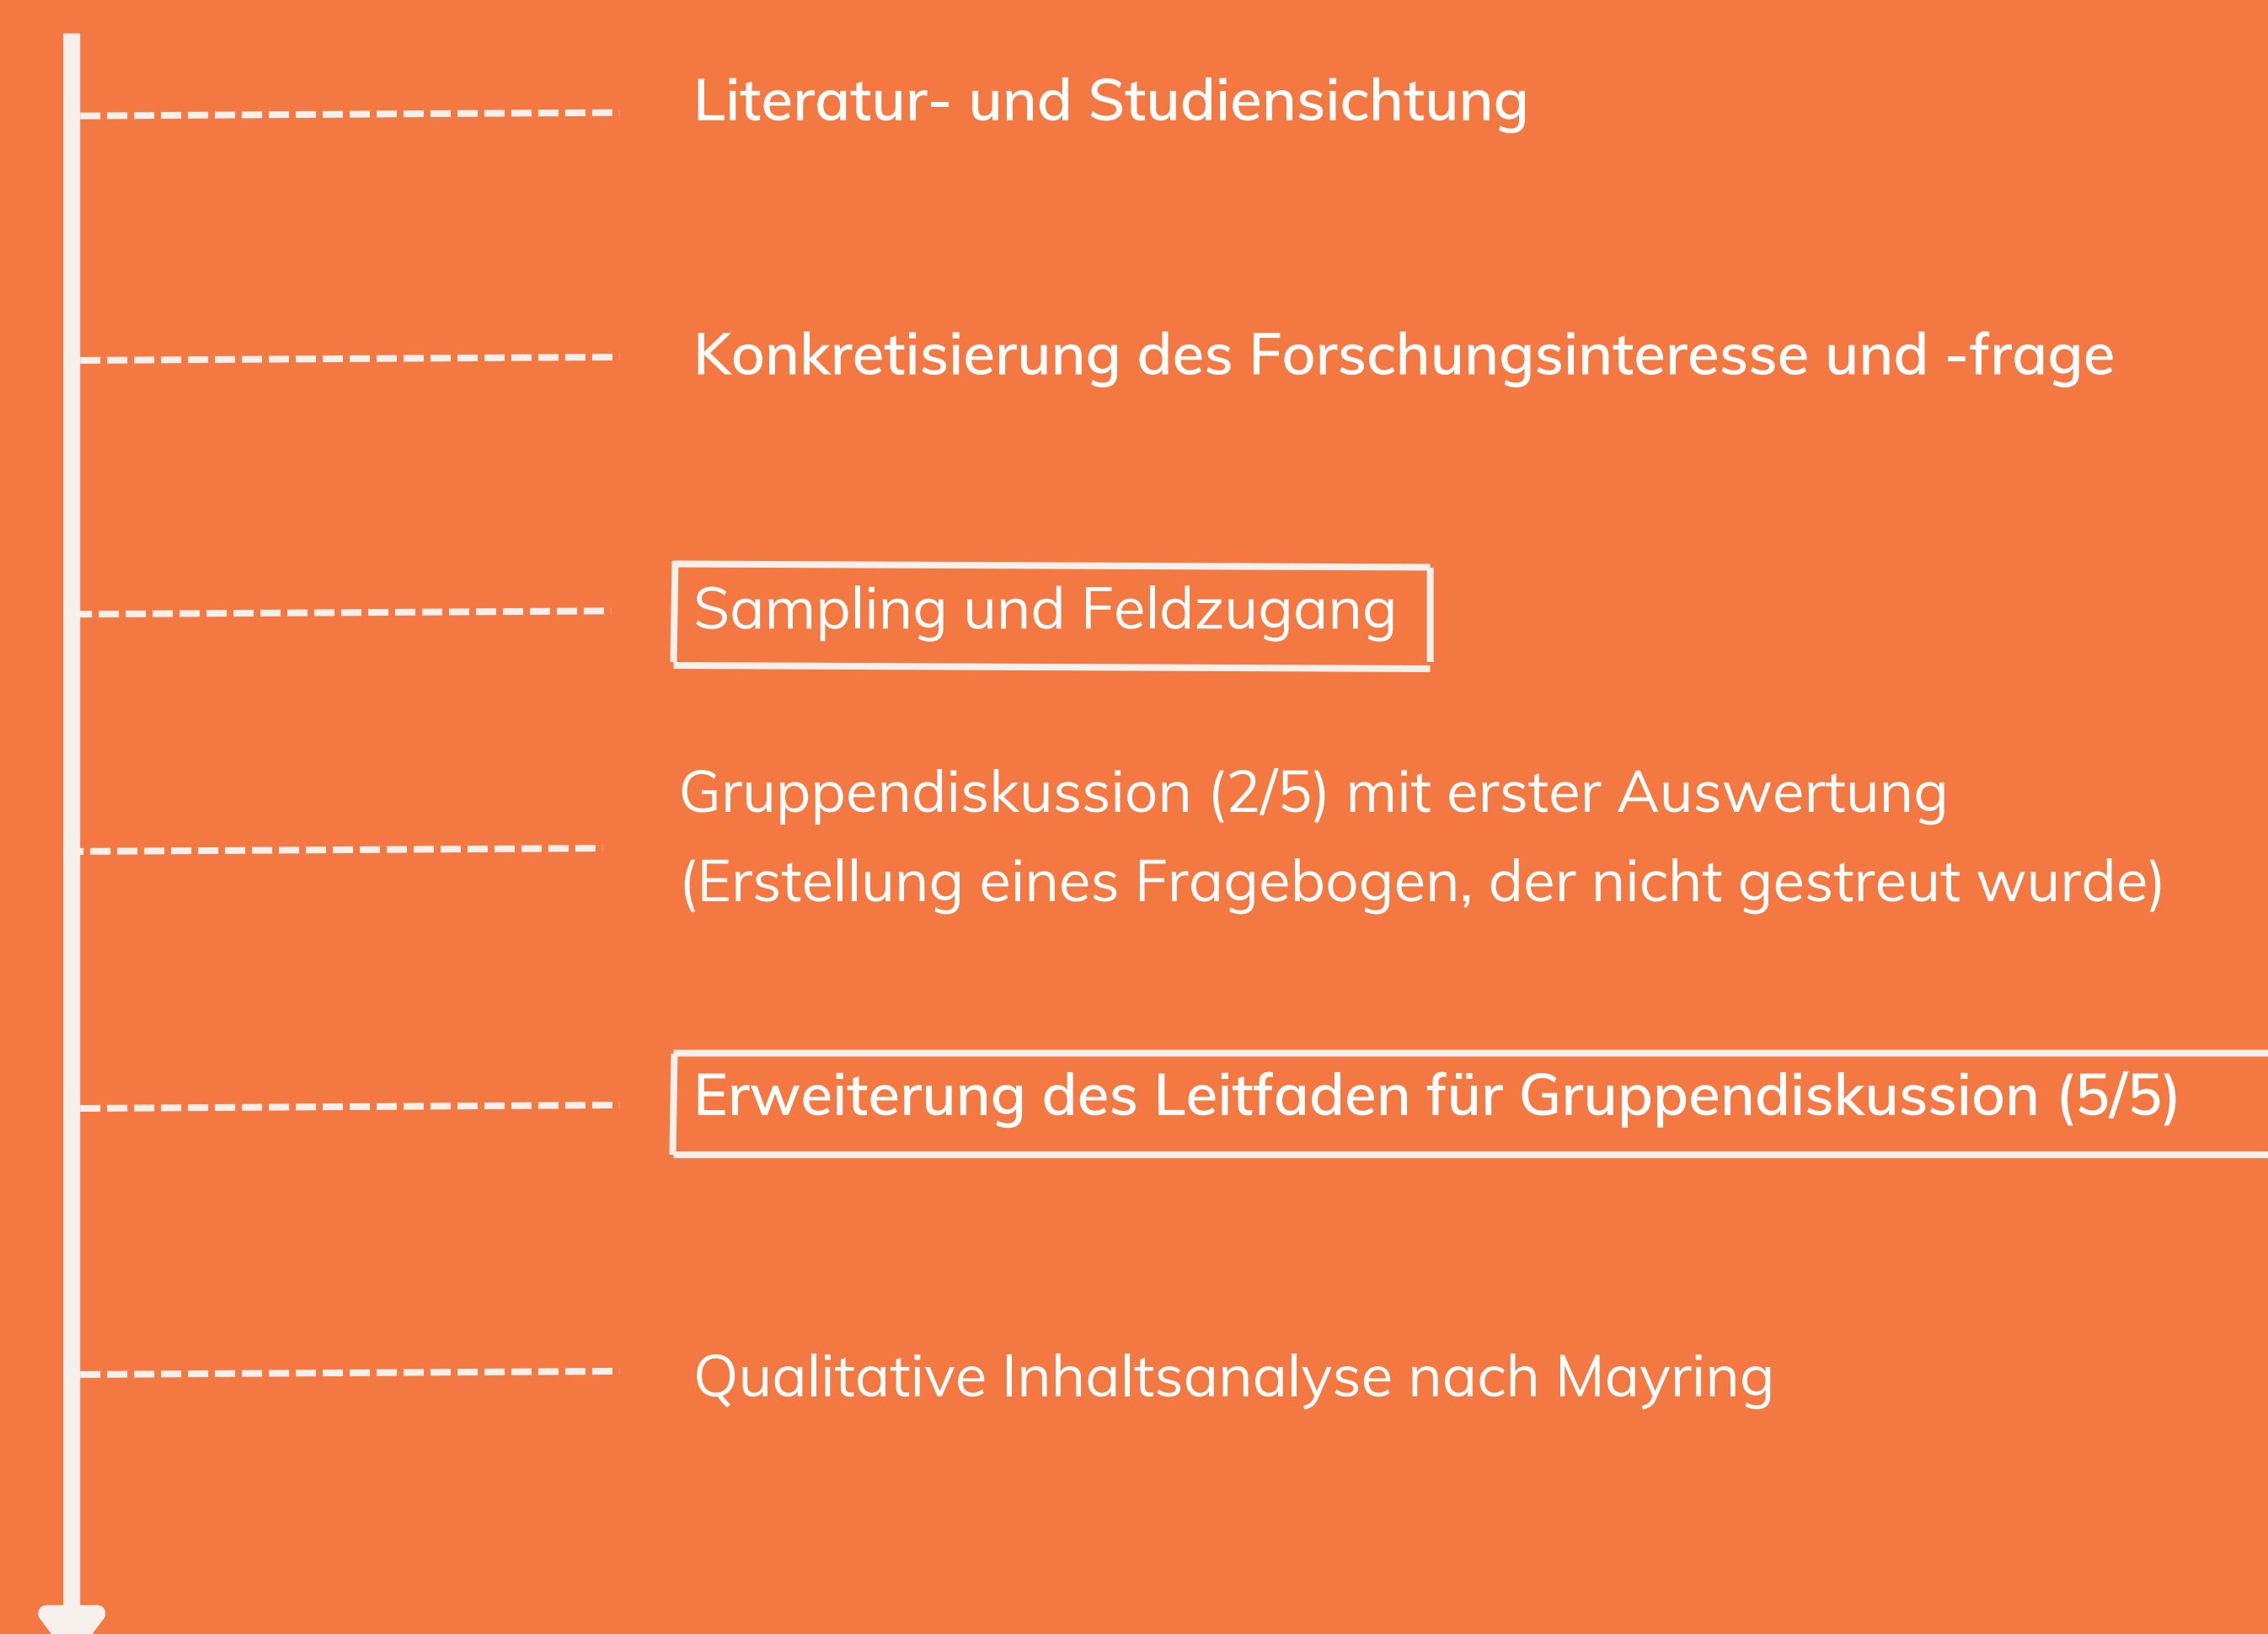 Literatur- und Studiensichtung
Konkretisierung des Forschungsinteresse und -frage
Sampling und Feldzugang
Gruppendiskussion (2/5) mit erster Auswertung
(Erstellung eines Fragebogen, der nicht gestreut wurde)
Erweiterung des Leitfaden für Gruppendiskussion (5/5)
Qualitative Inhaltsanalyse nach Mayring